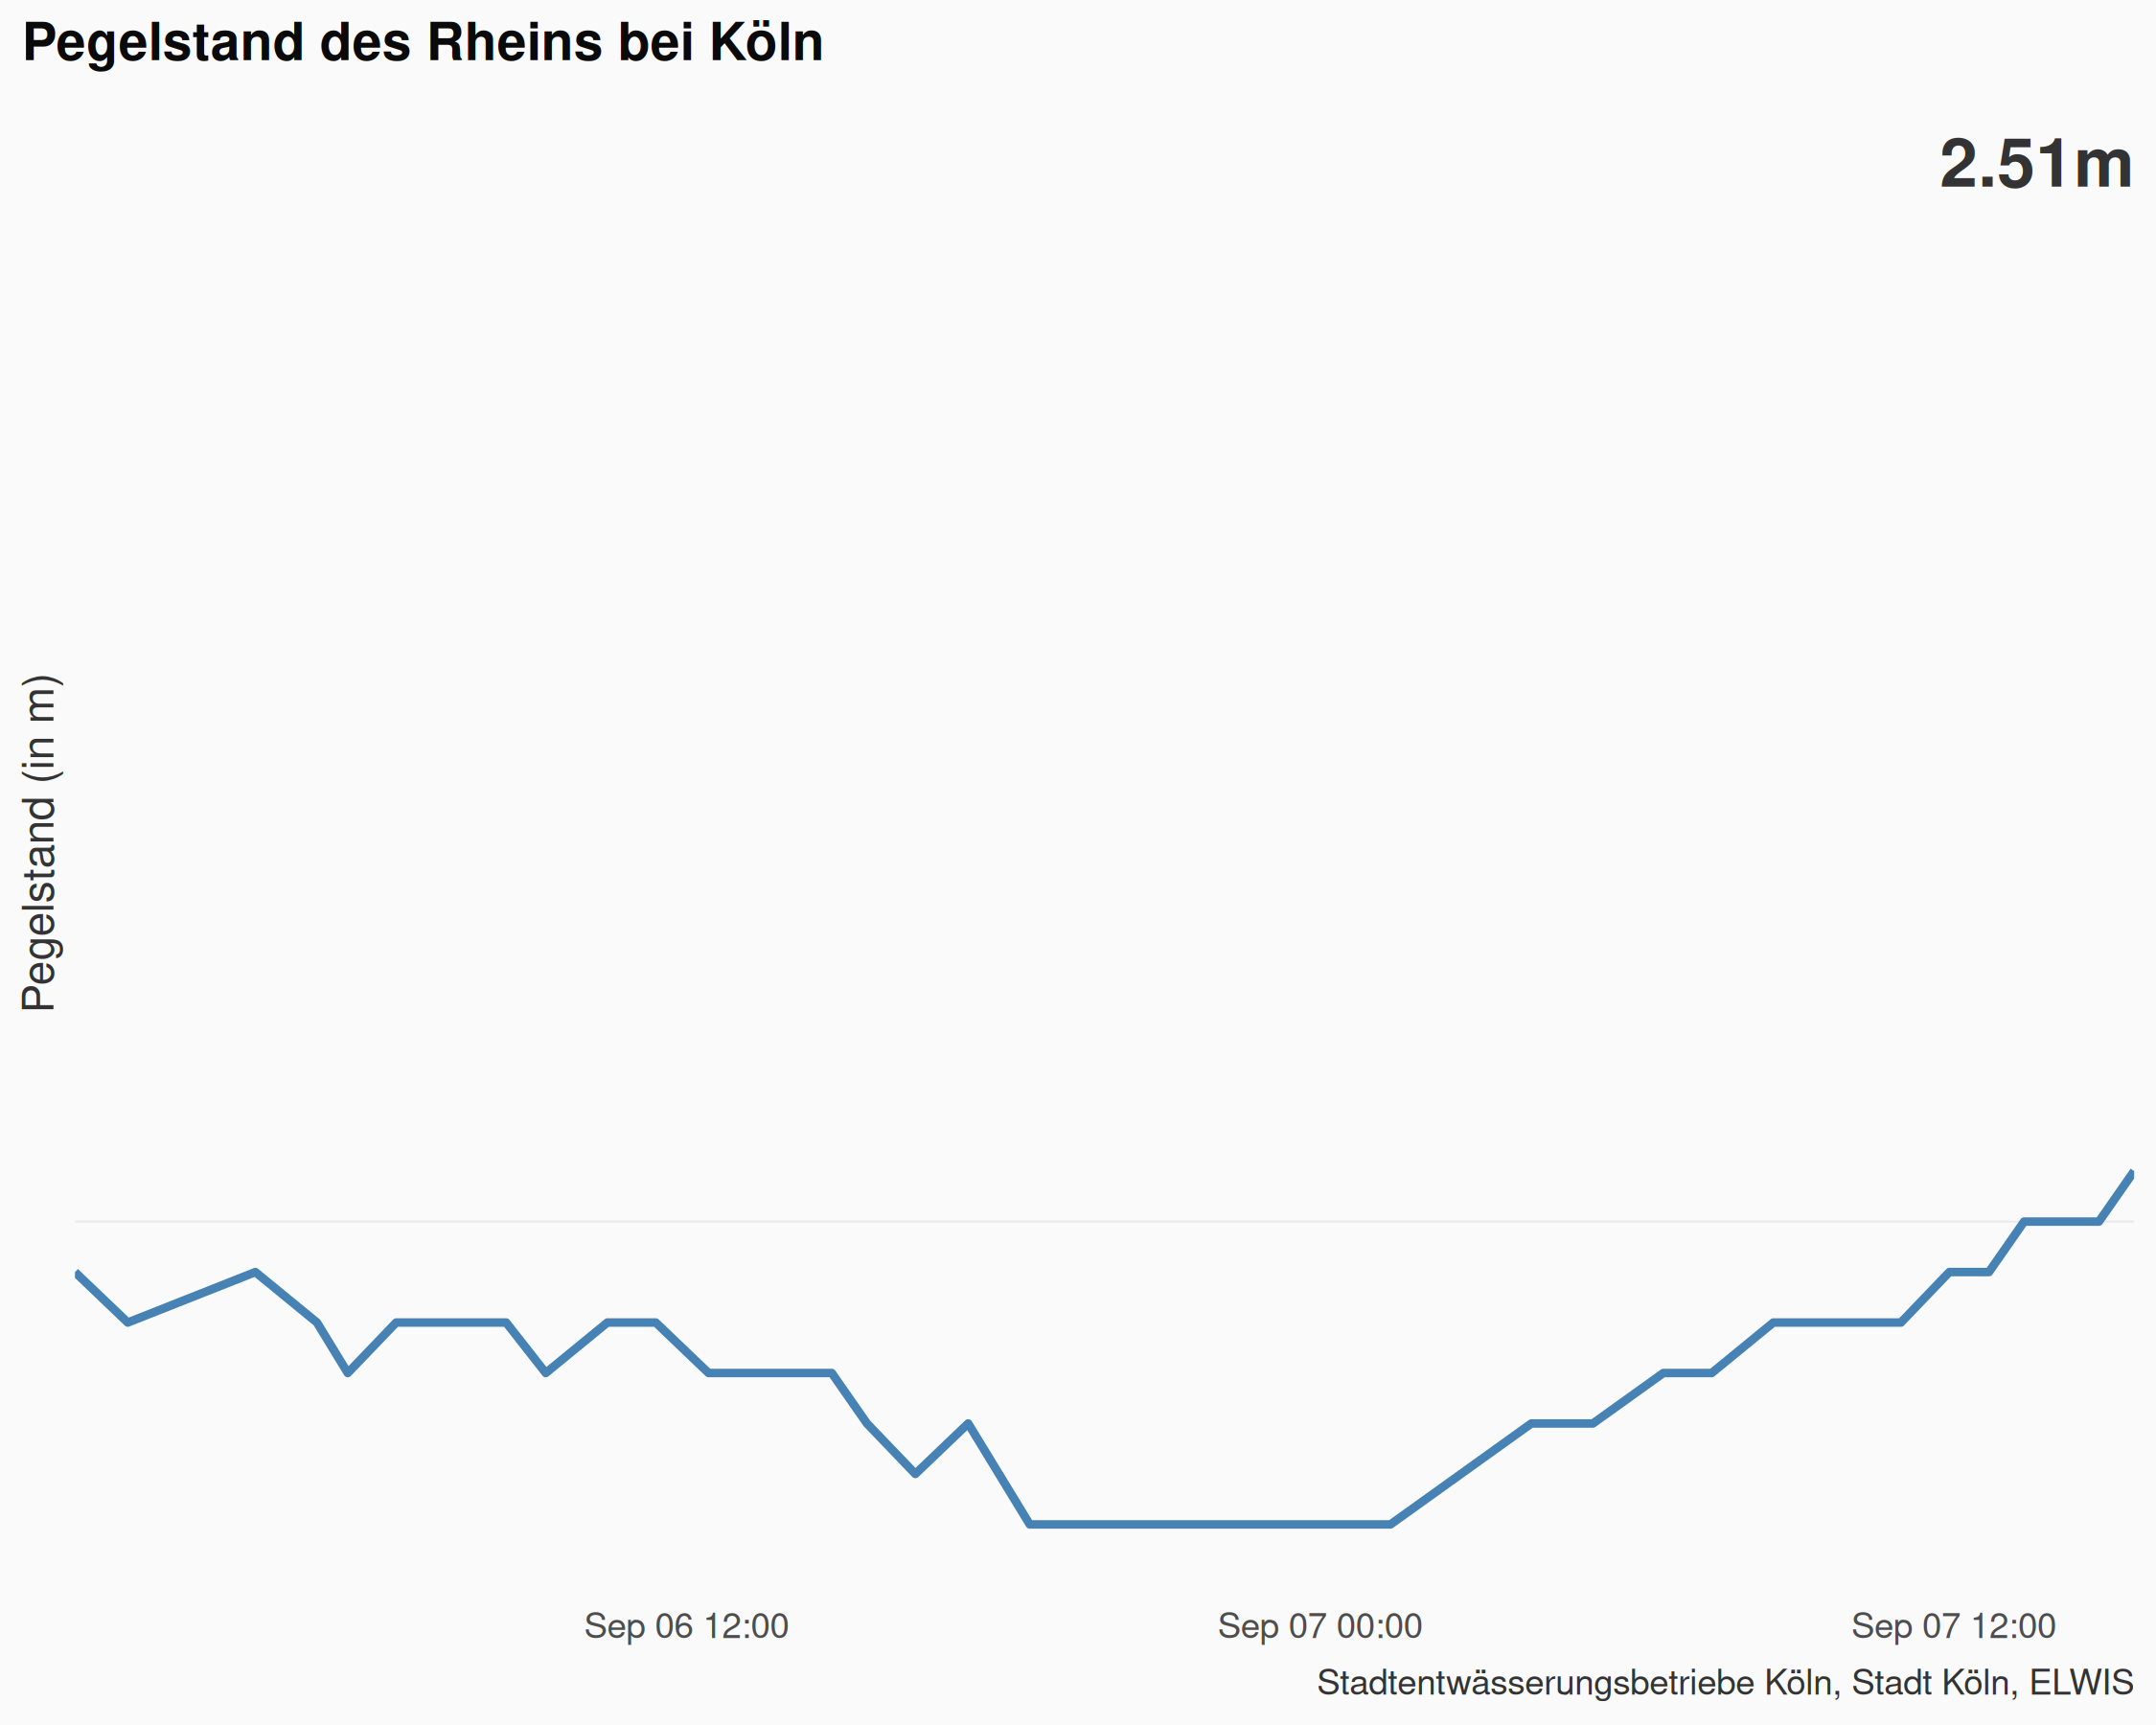 Pegelstand des Rheins bei Köln
2.51m
Pegelstand (in m)
Sep 06 12:00
Sep 07 00:00
Sep 07 12:00
Stadtentwässerungsbetriebe Köln, Stadt Köln, ELWIS